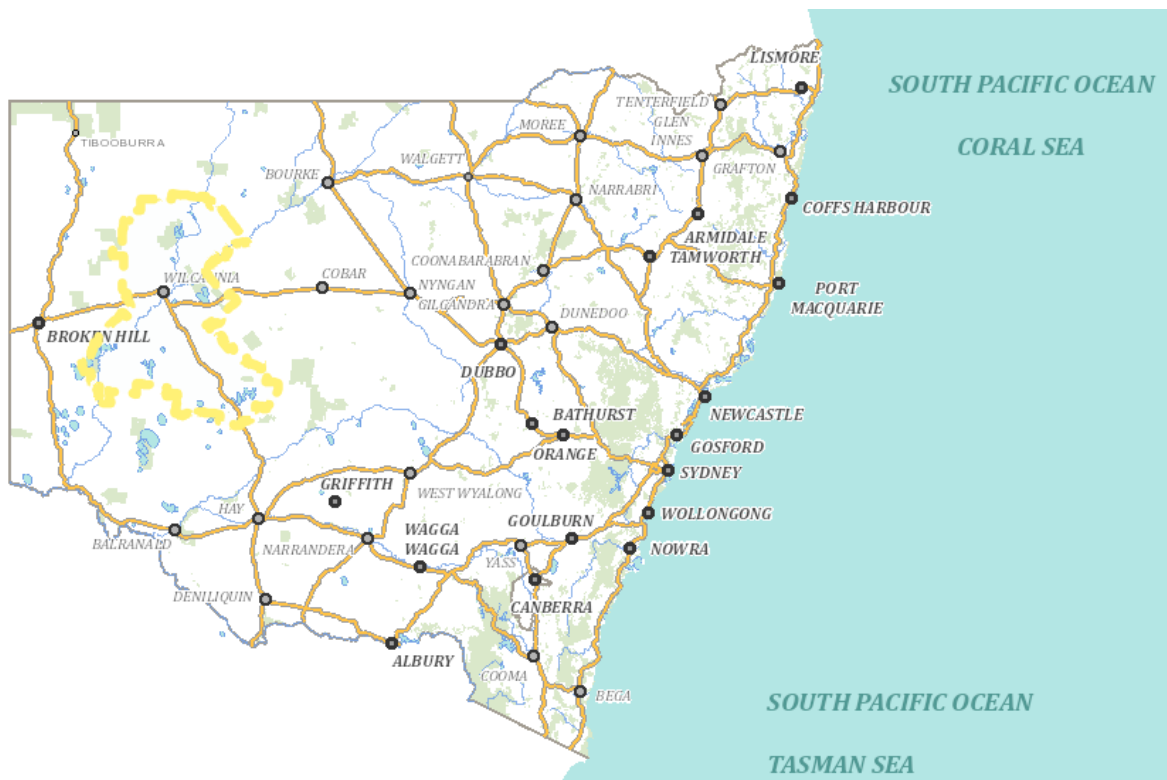 LISMORE
SOUTH PACIFIC OCEAN
TENTERFIELD
GLEN
INNES
MOREE
TIBOOBURRA
CORAL SEA
WALGETT
GRAFTON
BOURKE
NARRABRI
COFFS HARBOUR
ARMIDALE
TAMWORTH
COONABARABRAN
WILCANNIA
COBAR
NYNGAN
GILGANDRA
DUNEDOO
PORT
MACQUARIE
BROKEN HILL
DUBBO
NEWCASTLE
BATHURST
ORANGE
GOSFORD
SYDNEY
GRIFFITH
WEST WYALONG
HAY
WOLLONGONG
GOULBURN
WAGGA
WAGGA
BALRANALD
NARRANDERA
YASS
NOWRA
DENILIQUIN
CANBERRA
ALBURY
COOMA
BEGA
SOUTH PACIFIC OCEAN
TASMAN SEA